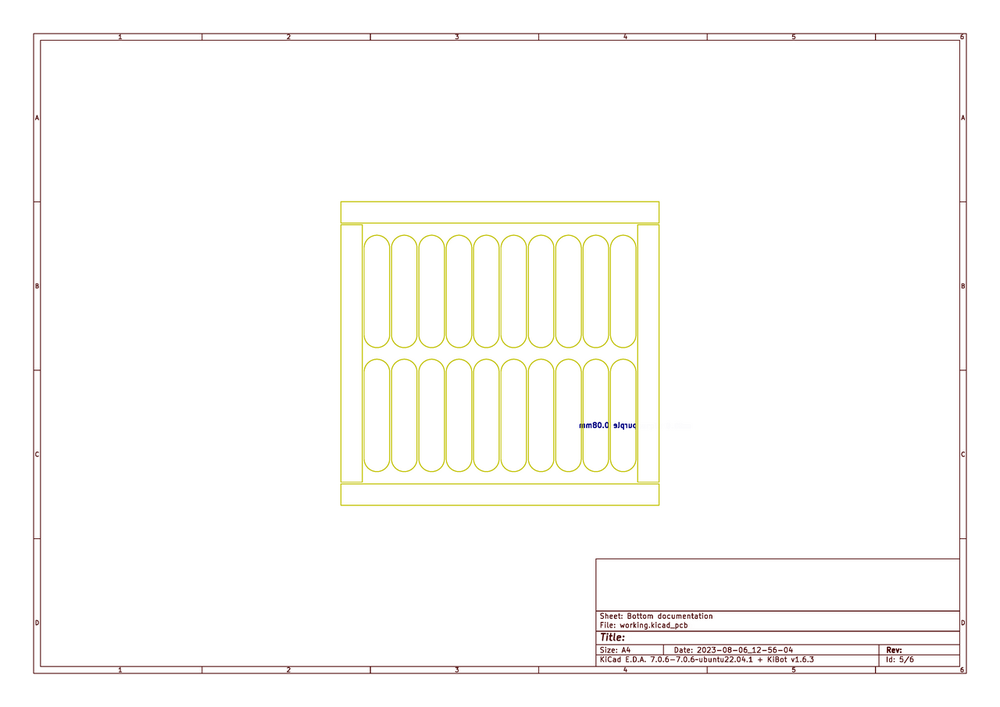 1 2 3 4 5 6
A A
B B
purple 0.08mm
C C
Sheet: Bottom documentation
File: working.kicad_pcb
D D
Title:
Size: A4 Date: 2023-08-06_12-56-04 Rev:
KiCad E.D.A. 7.0.6-7.0.6-ubuntu22.04.1 + KiBot v1.6.3 Id: 5/6
1 2 3 4 5 6